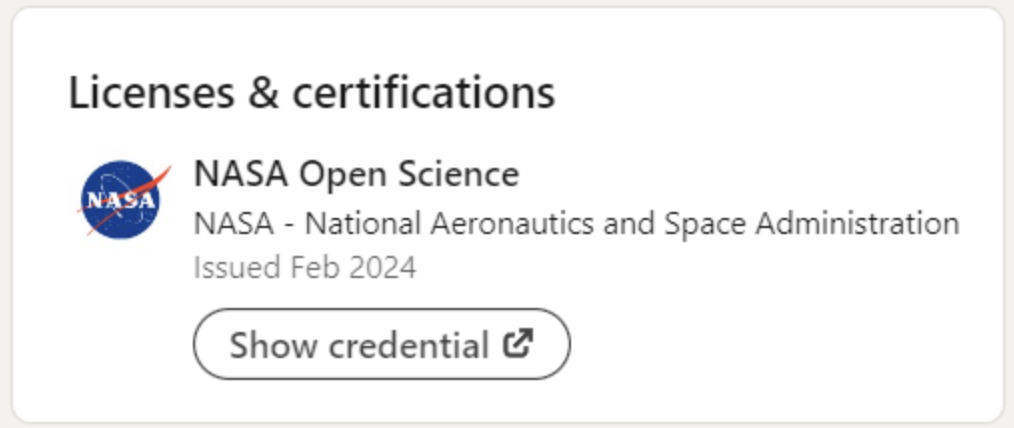 Licenses & certifications
NASA
NASA Open Science
NASA - National Aeronautics and Space Administration
Issued Feb 2024
Show credential